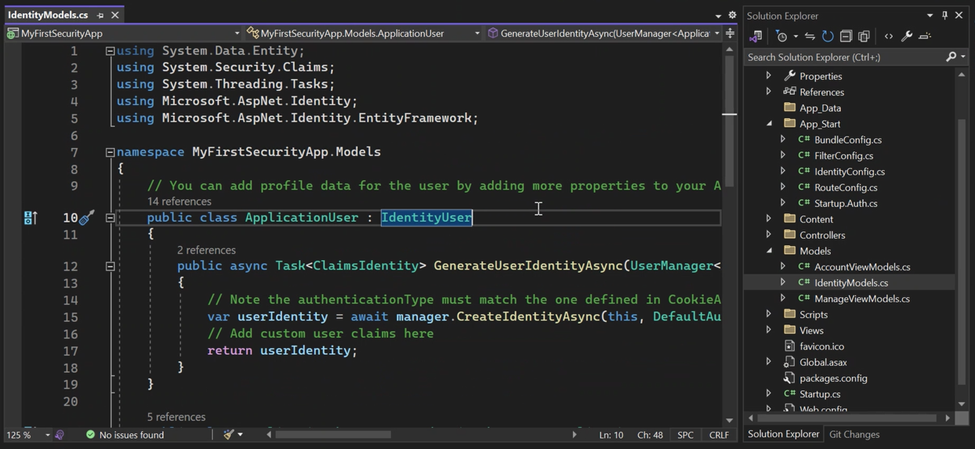 IdentityModels.cs
MyFirstSecurityApp
MyFirstSecurityApp.Models.ApplicationUser
GenerateUserIdentityAsync(UserManager<Applicat
1 using System.Data.Entity;
2 using System.Security.Claims;
3 using System.Threading.Tasks;
4 using Microsoft.AspNet.Identity;
5 using Microsoft.AspNet.Identity.EntityFramework;
6
7 namespace MyFirstSecurityApp.Models
8 {
9 // You can add profile data for the user by adding more properties to your A
14 references
10 public class ApplicationUser : IdentityUser
11 {
2 references
12 public async Task<ClaimsIdentity> GenerateUserIdentityAsync(UserManager<
13 {
14 // Note the authenticationType must match the one defined in CookieA
15 var userIdentity = await manager.CreateIdentityAsync(this, DefaultAu
16 // Add custom user claims here
17 return userIdentity;
18 }
19 }
20
5 references
125 %
No issues found
Ln: 10 Ch: 48 SPC CRLF
Solution Explorer
Search Solution Explorer (Ctrl+;)
Properties
References
App_Data
App_Start
C# BundleConfig.cs
C# FilterConfig.cs
C# IdentityConfig.cs
C# RouteConfig.cs
C# Startup.Auth.cs
Content
Controllers
Models
C# AccountViewModels.cs
C# IdentityModels.cs
C# ManageViewModels.cs
Scripts
Views
favicon.ico
Global.asax
packages.config
C# Startup.cs
Web.config
Solution Explorer Git Changes